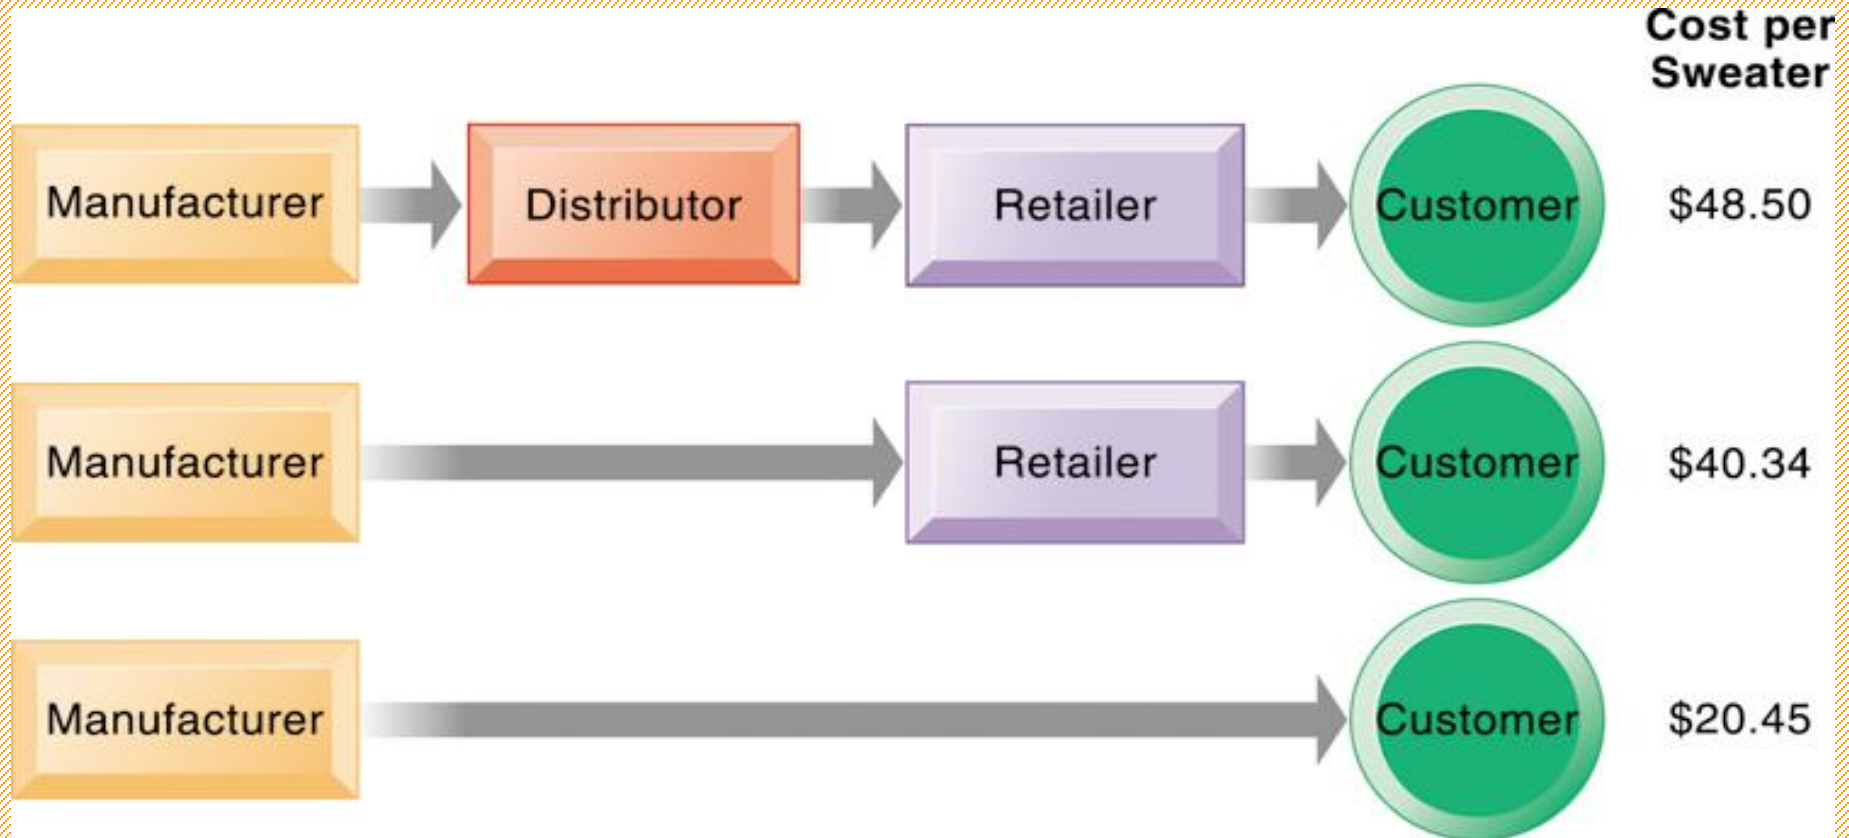 Cost per
Sweater
Manufacturer Distributor Retailer Customer $48.50
Manufacturer Retailer Customer $40.34
Manufacturer Customer $20.45